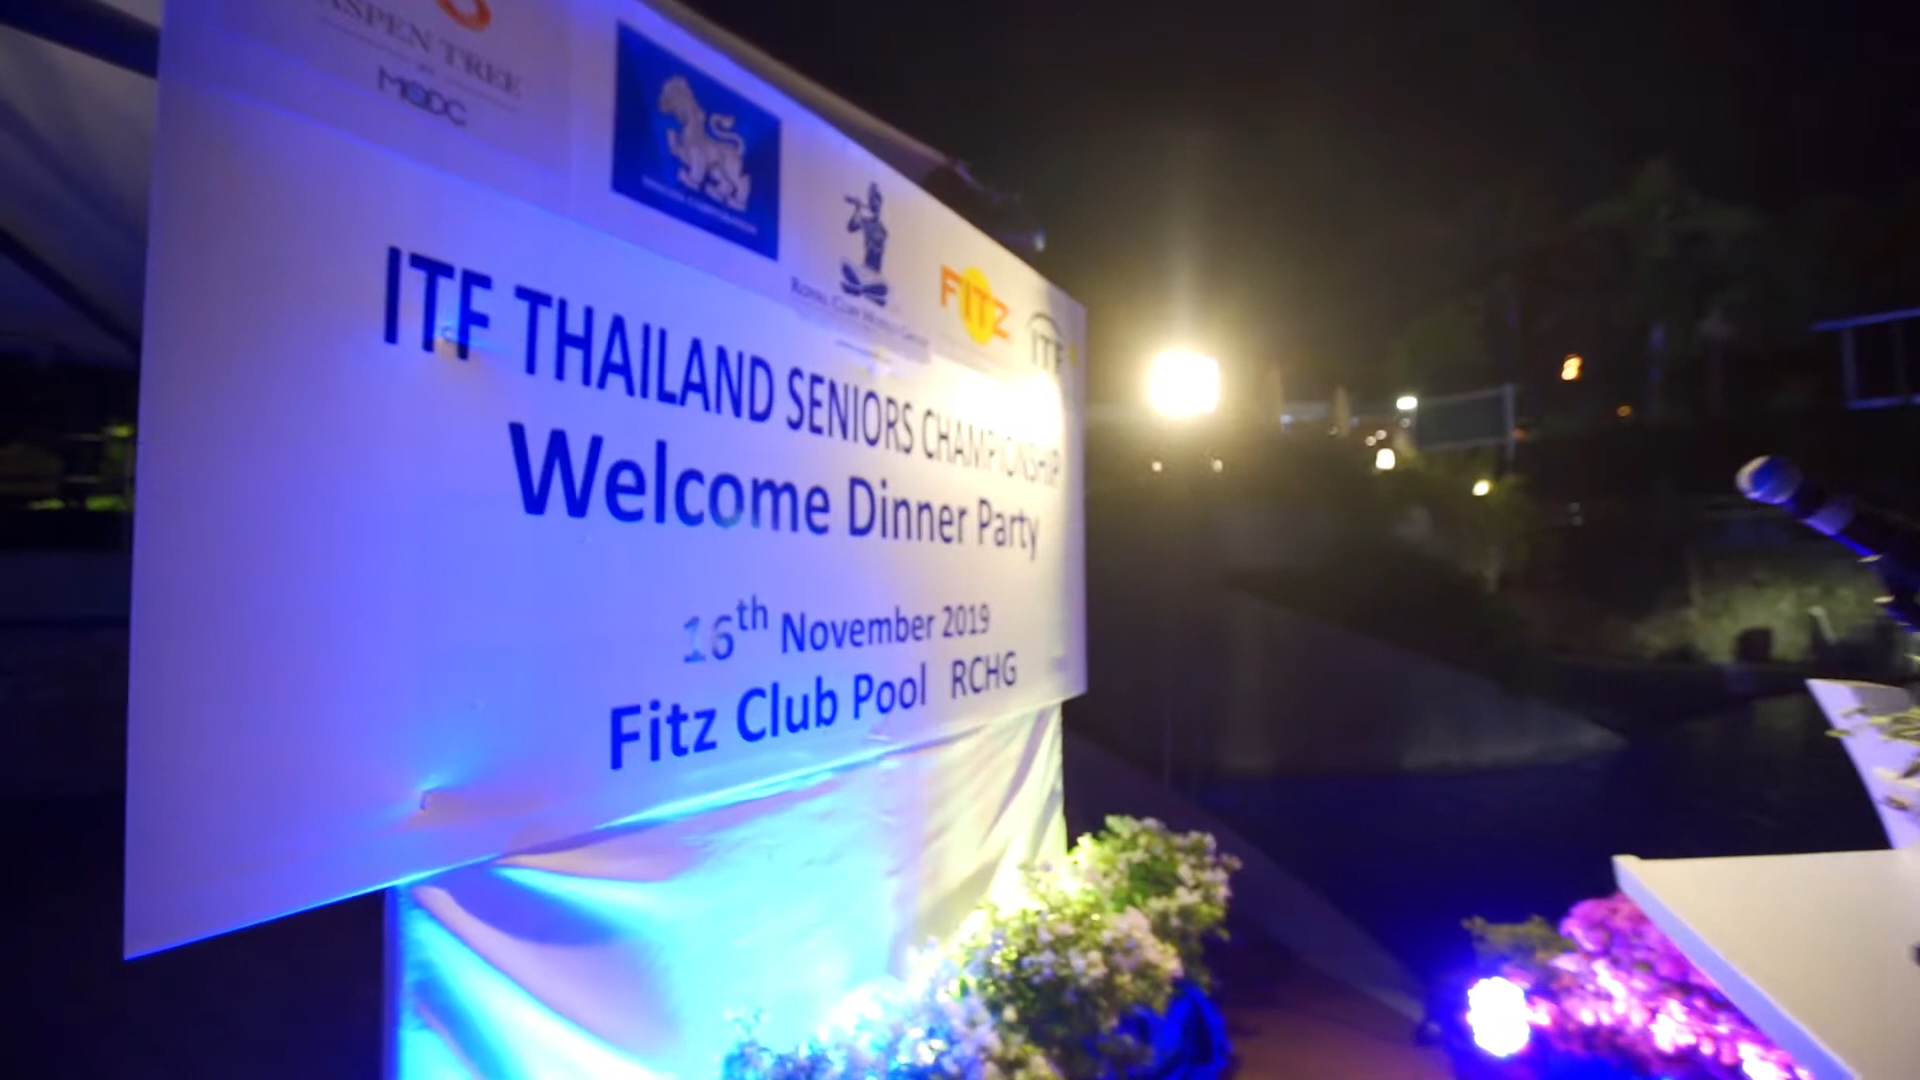 ASPEN TREE
BY
MQDC
ROYAL CLIFF HOTELS GROUP
FITZ
ITF
ITF THAILAND SENIORS CHAMPIONSHIP
Welcome Dinner Party
16th November 2019
Fitz Club Pool RCHG